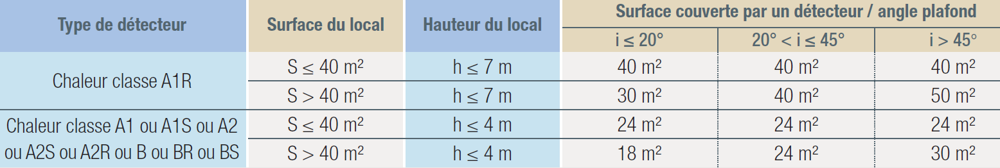 Type de détecteur Surface du local Hauteur du local Surface couverte par un détecteur / angle plafond
i ≤ 20° 20° < i ≤ 45° i > 45°
Chaleur classe A1R
S ≤ 40 m² h ≤ 7 m 40 m² 40 m² 40 m²
S > 40 m² h ≤ 7 m 30 m² 40 m² 50 m²
Chaleur classe A1 ou A1S ou A2
ou A2S ou A2R ou B ou BR ou BS
S ≤ 40 m² h ≤ 4 m 24 m² 24 m² 24 m²
S > 40 m² h ≤ 4 m 18 m² 24 m² 30 m²